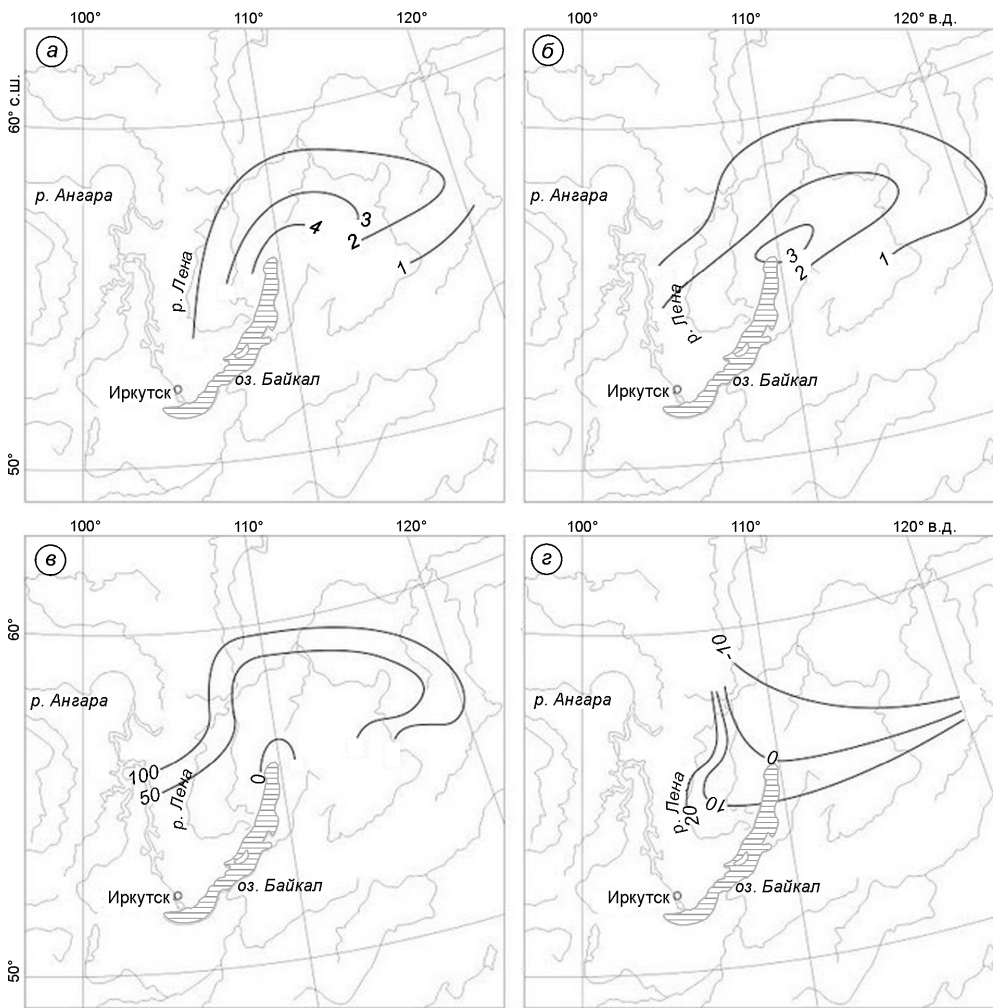 100° 110° 120° 100° 110° 120° в.д.
а б
60° с.ш.
р. Ангара р. Ангара
4 3 2 1
3 2 1
р. Лена р. Лена
оз. Байкал оз. Байкал
Иркутск Иркутск
50°
100° 110° 120° 100° 110° 120° в.д.
в г
60°
-10
р. Ангара р. Ангара
100 0 0
50 10
р. Лена р. Лена
20
оз. Байкал оз. Байкал
Иркутск Иркутск
50°